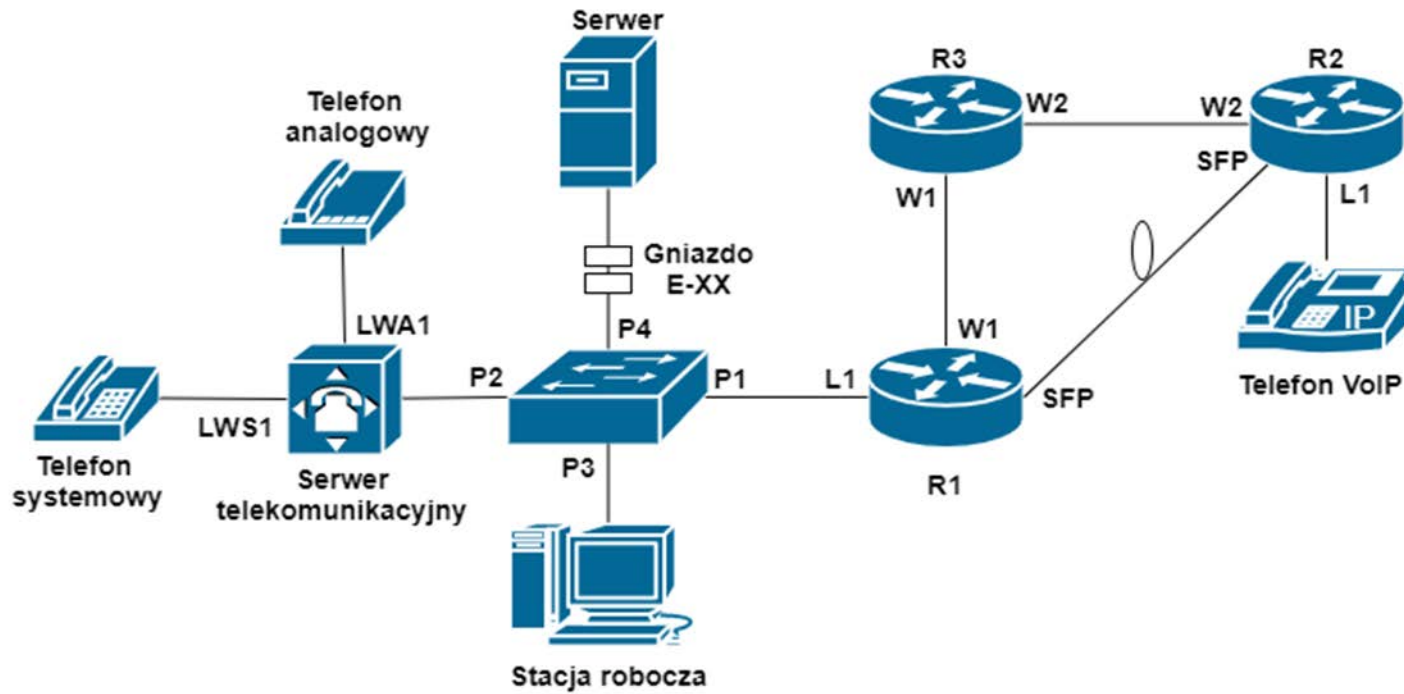 Serwer
Telefon
analogowy
LWA1
Gniazdo
E-XX
P4
P2
P1
P3
LWS1
Telefon
systemowy
Serwer
telekomunikacyjny
Stacja robocza
R3
W2
W1
W2
R2
SFP
L1
IP
Telefon VoIP
W1
L1
SFP
R1